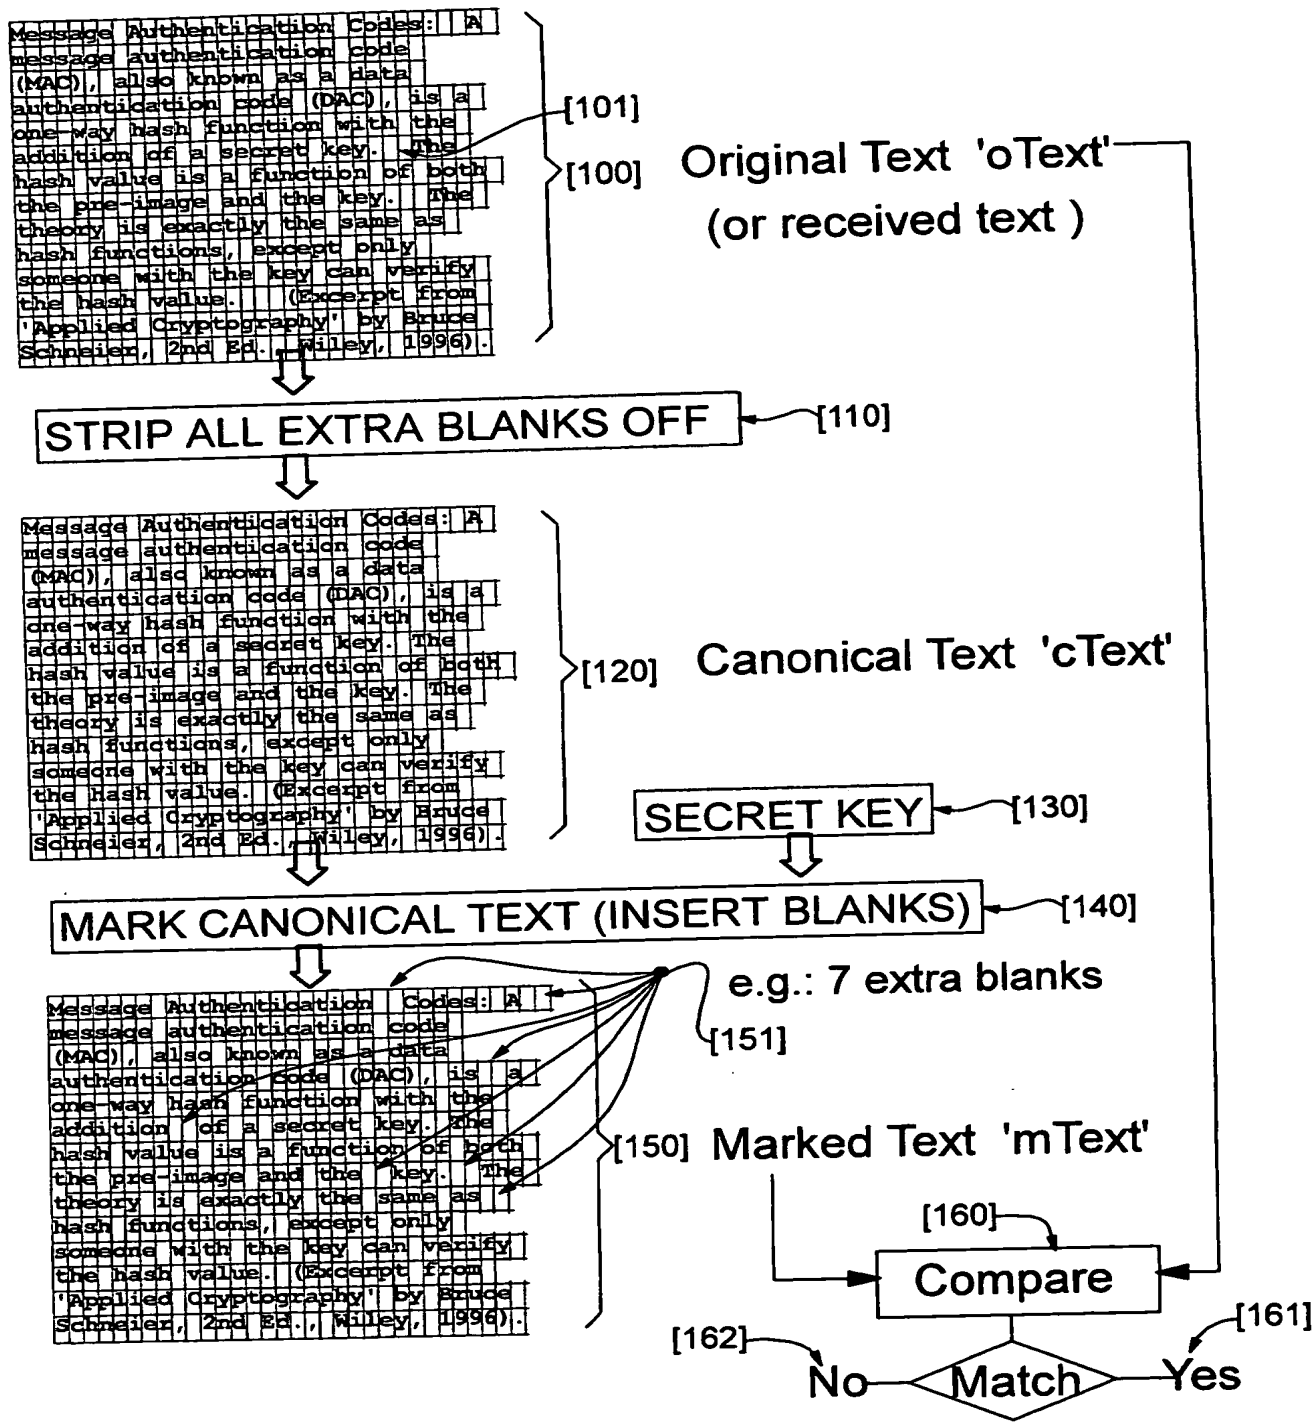 Message Authentication Codes:  A
message authentication code
(MAC), also known as a data
authentication code (DAC), is a
one-way hash function with the
addition of a secret key.  The
hash value is a function of both
the pre-image and the key.  The
theory is exactly the same as
hash functions, except only
someone with the key can verify
the hash value.   (Excerpt from
'Applied Cryptography' by Bruce
Schneier, 2nd Ed., Wiley, 1996).
[101]
[100]
Original Text 'oText'
(or received text )
STRIP ALL EXTRA BLANKS OFF
[110]
Message Authentication Codes: A
message authentication code
(MAC), also known as a data
authentication code (DAC), is a
one-way hash function with the
addition of a secret key. The
hash value is a function of both
the pre-image and the key. The
theory is exactly the same as
hash functions, except only
someone with the key can verify
the hash value. (Excerpt from
'Applied Cryptography' by Bruce
Schneier, 2nd Ed., Wiley, 1996).
[120]
Canonical Text 'cText'
SECRET KEY
[130]
MARK CANONICAL TEXT (INSERT BLANKS)
[140]
e.g.: 7 extra blanks
[151]
Message Authentication  Codes: A
message authentication code
(MAC), also known as a data
authentication code (DAC), is  a
one-way hash function with the
addition  of a secret key. The
hash value is a function of both
the pre-image and the  key.  The
theory is exactly the same as
hash functions, except only
someone with the key can verify
the hash value. (Excerpt from
'Applied Cryptography' by Bruce
Schneier, 2nd Ed., Wiley, 1996).
[150]
Marked Text 'mText'
[160]
Compare
[161]
[162]
No
Match
Yes